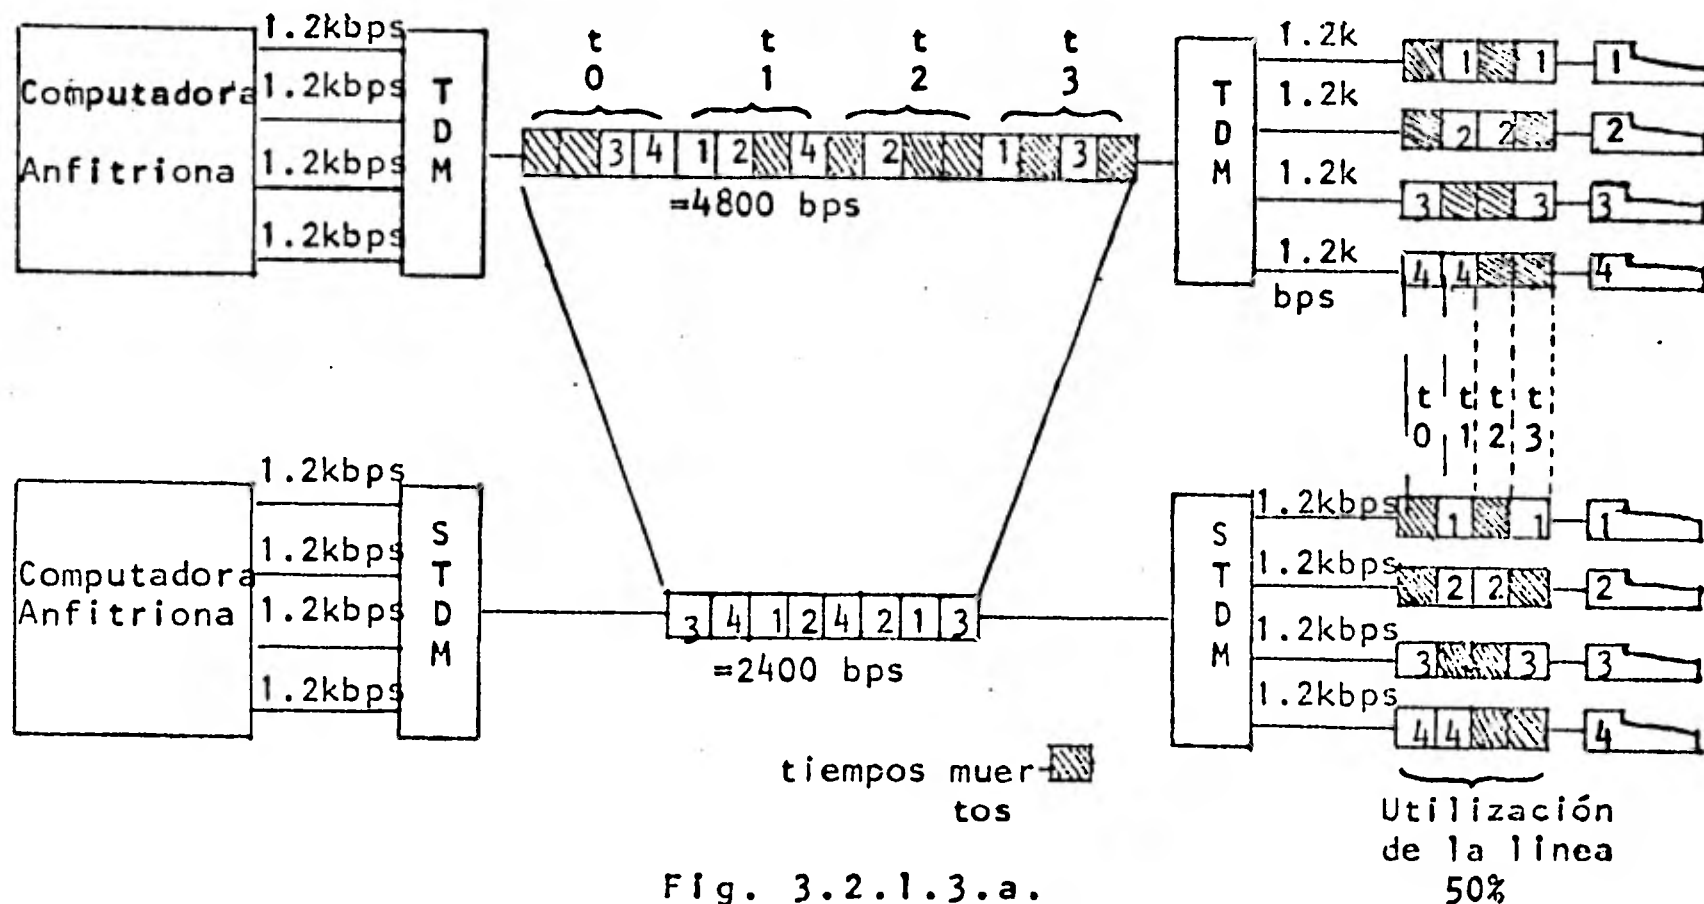 1.2kbps
Computadora
Anfitriona
1.2kbps
1.2kbps
1.2kbps
T
D
M
t t t t
0 1 2 3
3 4 1 2 4 2 1 3
=4800 bps
T
D
M
1.2k
1.2k
1.2k
1.2k
bps
1 1 1
2 2 2
3 3 3
4 4 4
t t t t
0 1 2 3
1.2kbps
Computadora
Anfitriona
1.2kbps
1.2kbps
1.2kbps
S
T
D
M
3 4 1 2 4 2 1 3
=2400 bps
S
T
D
M
1.2kbps
1.2kbps
1.2kbps
1.2kbps
1 1 1
2 2 2
3 3 3
4 4 4
tiempos muer-
tos
Utilización
de la linea
50%
Fig. 3.2.1.3.a.